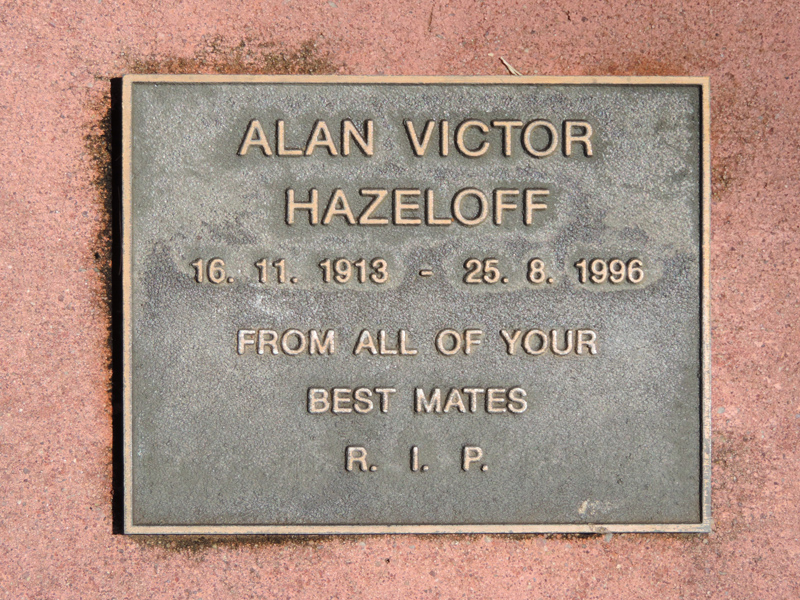 ALAN VICTOR
HAZELOFF
16. 11. 1913 - 25. 8. 1996
FROM ALL OF YOUR
BEST MATES
R. I. P.